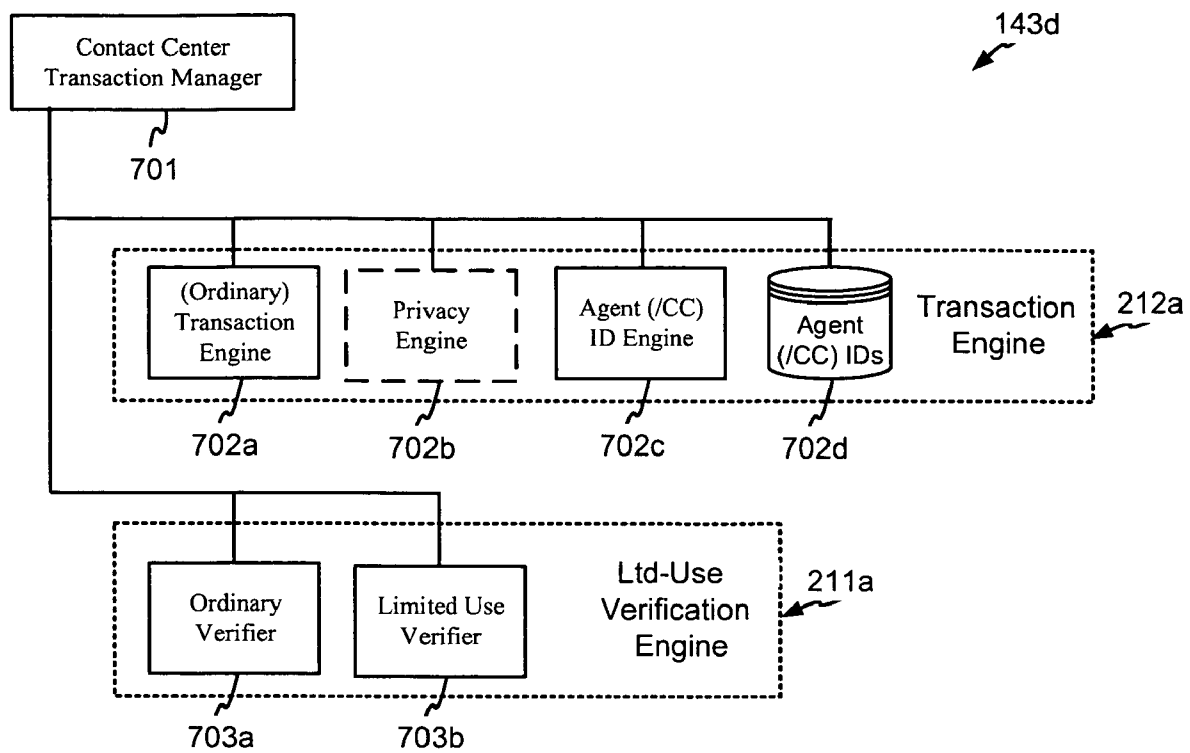 143d
Contact Center
Transaction Manager
701
(Ordinary)
Transaction
Engine
Privacy
Engine
Agent (/CC)
ID Engine
Agent
(/CC) IDs
Transaction
Engine
212a
702a
702b
702c
702d
Ordinary
Verifier
Limited Use
Verifier
Ltd-Use
Verification
Engine
211a
703a
703b